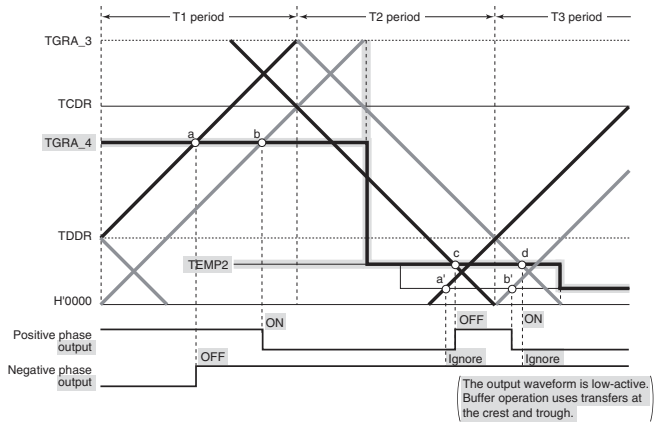 T1 period
T2 period
T3 period
TGRA_3
TCDR
TGRA_4
a
b
TDDR
TEMP2
c
d
a'
b'
H'0000
Positive phase
output
ON
OFF
ON
OFF
Ignore
Ignore
Negative phase
output
The output waveform is low-active.
Buffer operation uses transfers at
the crest and trough.